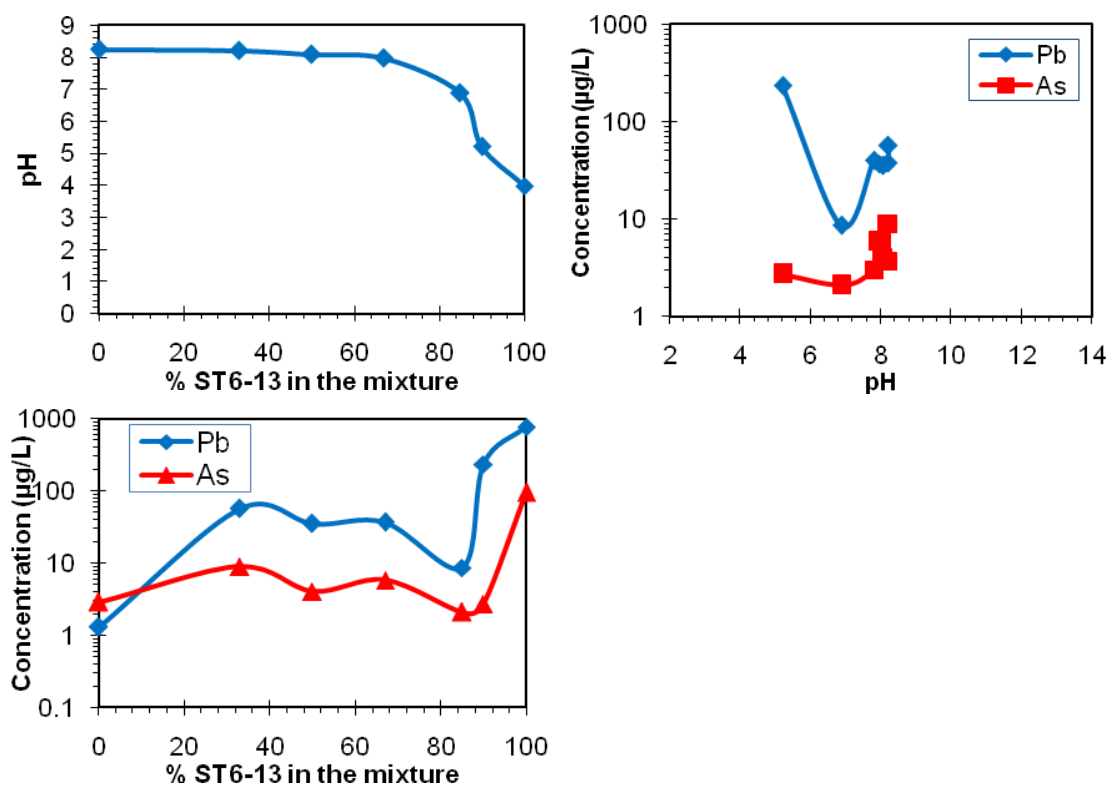 pH
9
8
7
6
5
4
3
2
1
0
0 20 40 60 80 100
% ST6-13 in the mixture
Concentration (µg/L)
1000
100
10
1
Pb
As
2 4 6 8 10 12 14
pH
Concentration (µg/L)
1000
100
10
1
0.1
Pb
As
0 20 40 60 80 100
% ST6-13 in the mixture